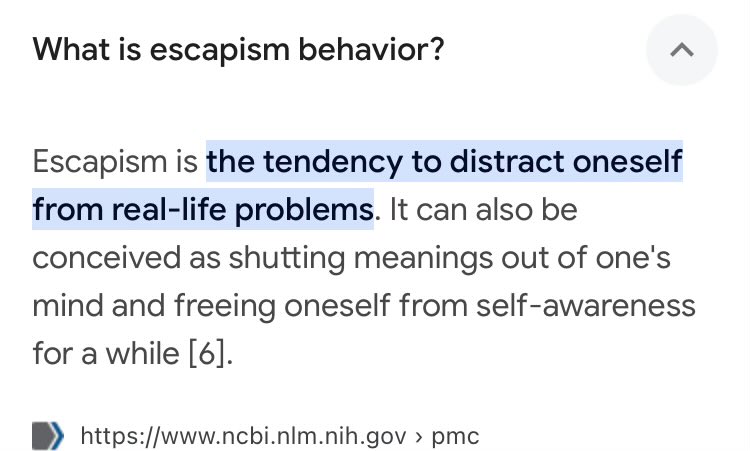 What is escapism behavior?
Escapism is the tendency to distract oneself
from real-life problems. It can also be
conceived as shutting meanings out of one's
mind and freeing oneself from self-awareness
for a while [6].
https://www.ncbi.nlm.nih.gov › pmc